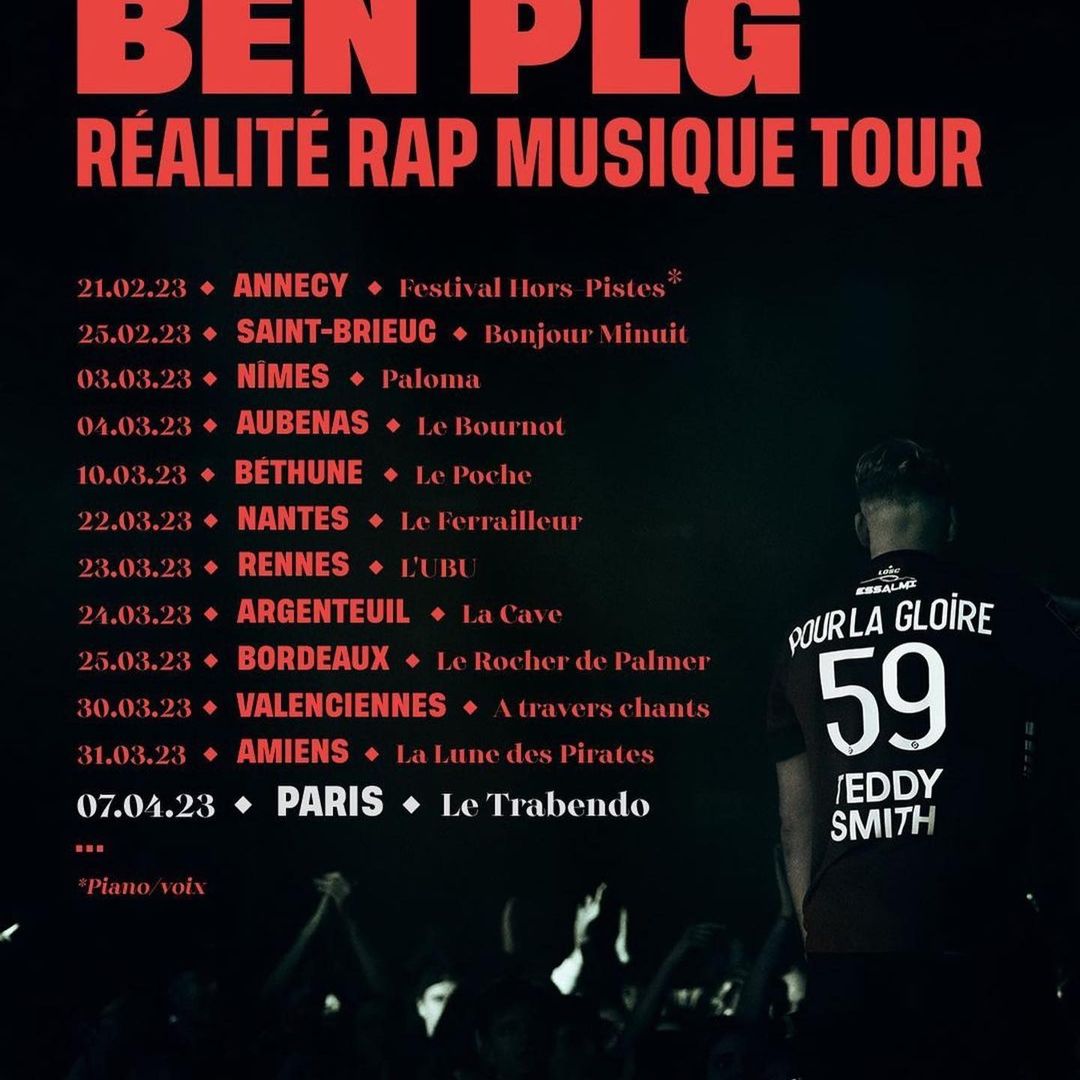 BEN PLG
RÉALITÉ RAP MUSIQUE TOUR
21.02.23 ◆ ANNECY ◆ Festival Hors-Pistes*
25.02.23 ◆ SAINT-BRIEUC ◆ Bonjour Minuit
03.03.23 ◆ NÎMES ◆ Paloma
04.03.23 ◆ AUBENAS ◆ Le Bournot
10.03.23 ◆ BÉTHUNE ◆ Le Poche
22.03.23 ◆ NANTES ◆ Le Ferrailleur
23.03.23 ◆ RENNES ◆ L'UBU
24.03.23 ◆ ARGENTEUIL ◆ La Cave
25.03.23 ◆ BORDEAUX ◆ Le Rocher de Palmer
30.03.23 ◆ VALENCIENNES ◆ A travers chants
31.03.23 ◆ AMIENS ◆ La Lune des Pirates
07.04.23 ◆ PARIS ◆ Le Trabendo
...
*Piano/voix
LOSC
ESSALMI
POUR LA GLOIRE
59
TEDDY
SMITH